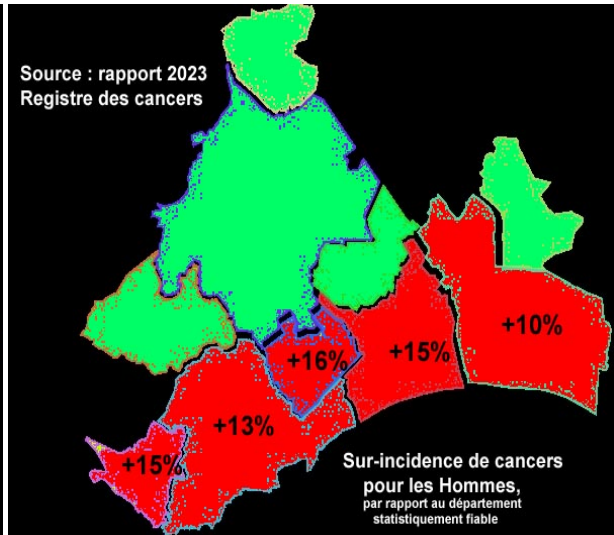 Source : rapport 2023
Registre des cancers
+10%
+16%
+15%
+13%
+15%
Sur-incidence de cancers
pour les Hommes,
par rapport au département
statistiquement fiable